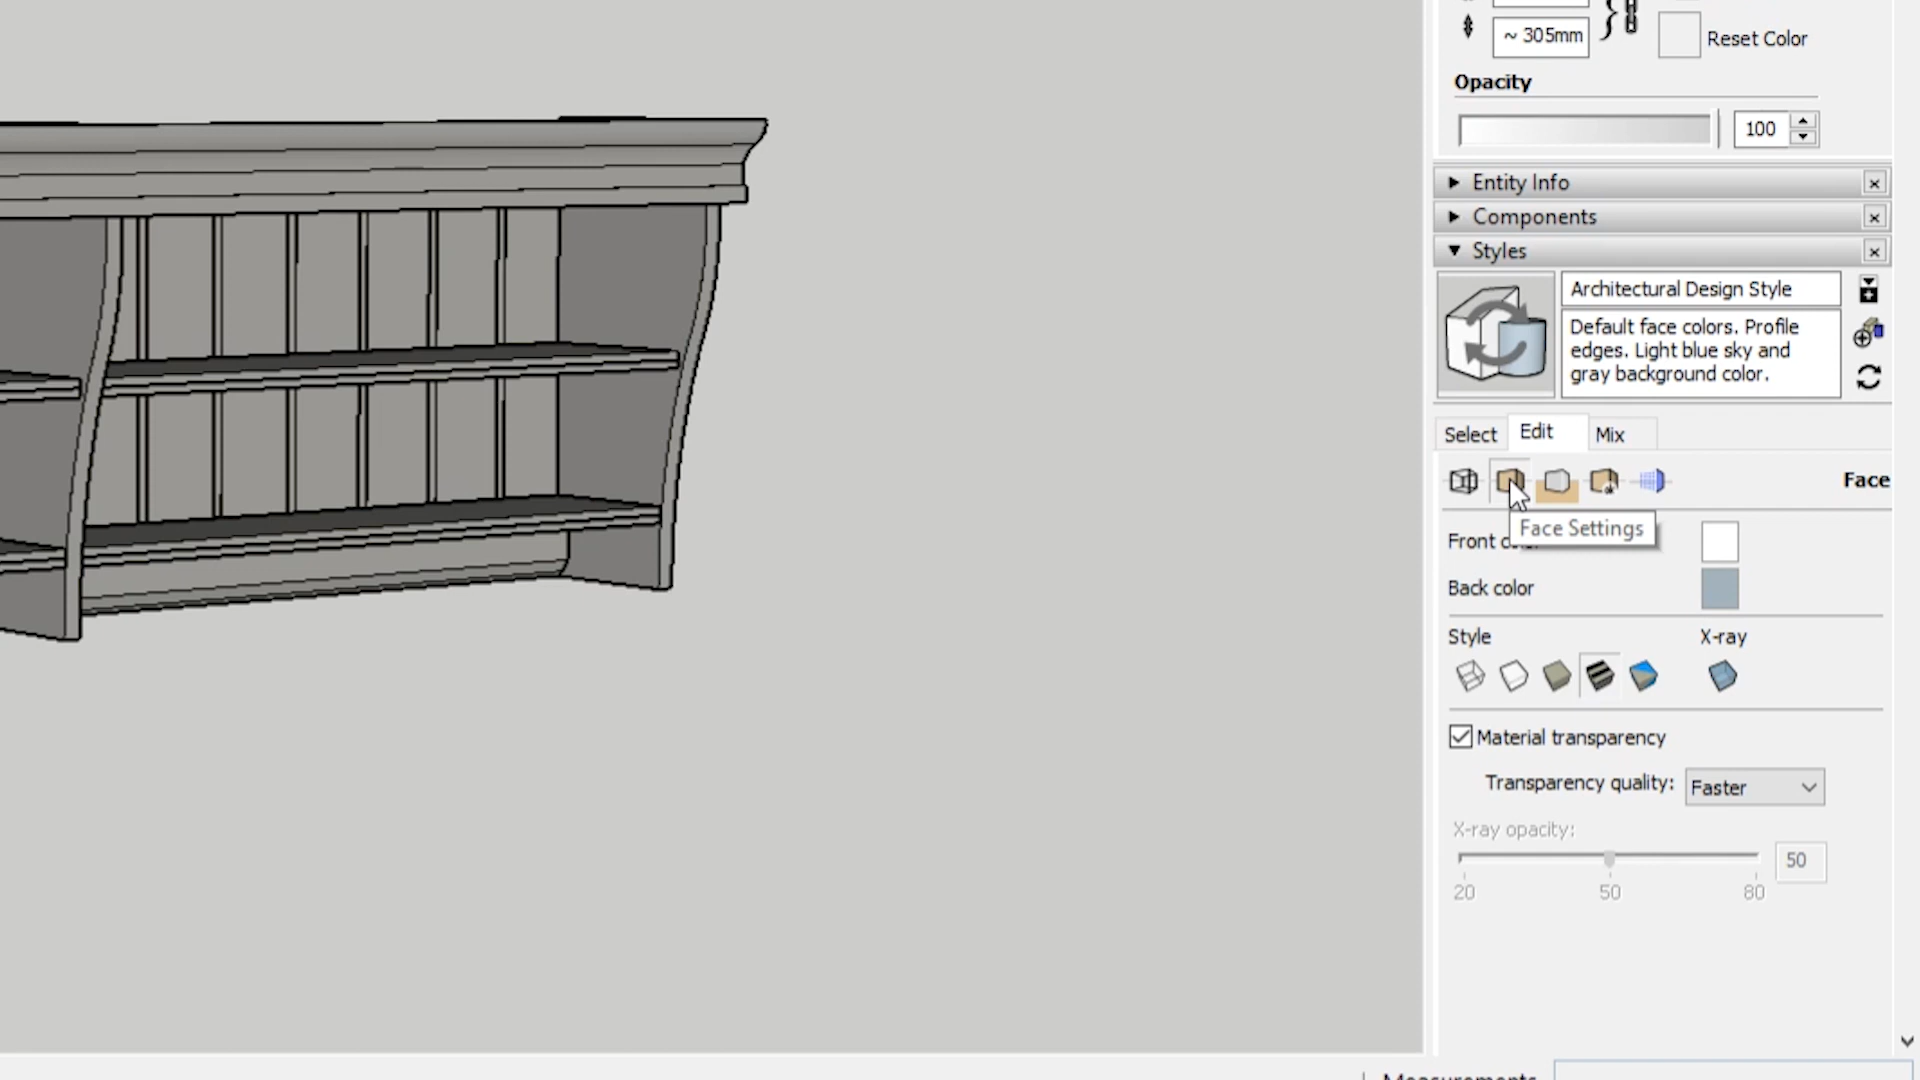 ~ 305mm
Reset Color
Opacity
100
Entity Info
Components
Styles
Architectural Design Style
Default face colors. Profile
edges. Light blue sky and
gray background color.
Select
Edit
Mix
Face
Face Settings
Front
Back color
Style
X-ray
Material transparency
Transparency quality:
Faster
X-ray opacity:
50
20
50
80
Measurements